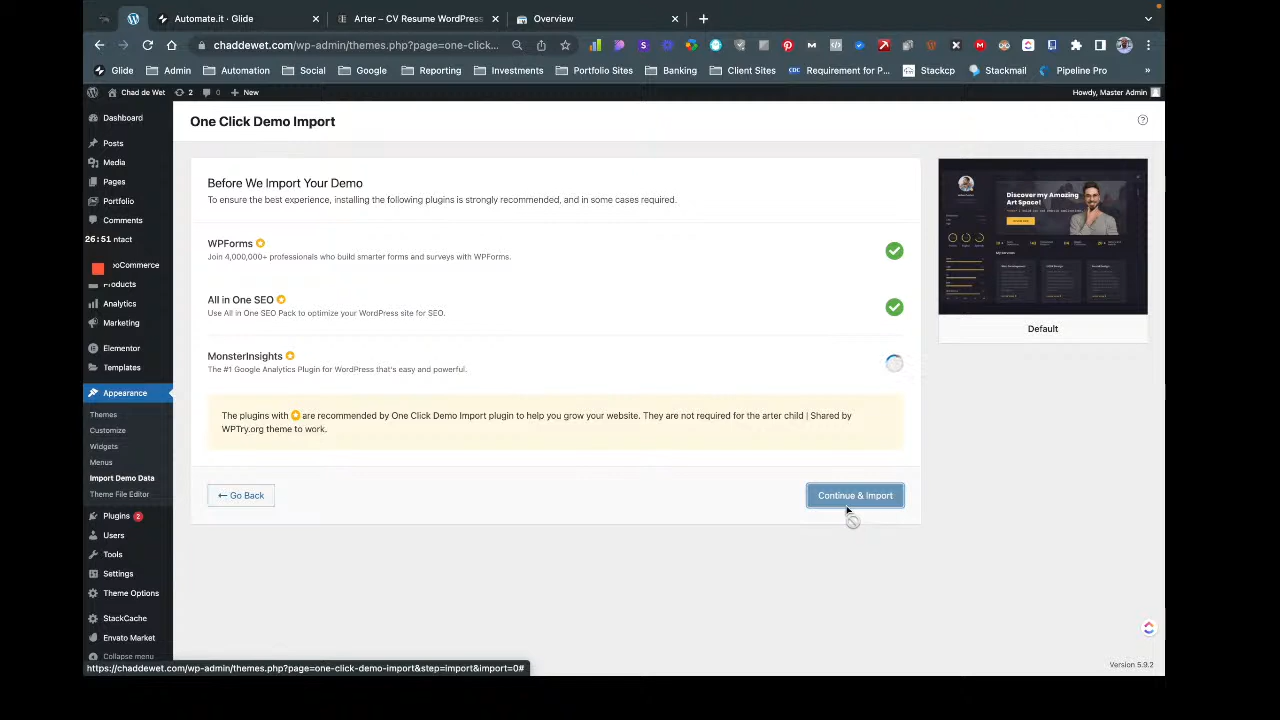 Automate.it · Glide
Arter – CV Resume WordPress
Overview
chaddewet.com/wp-admin/themes.php?page=one-click...
Glide
Admin
Automation
Social
Google
Reporting
Investments
Portfolio Sites
Banking
Client Sites
CDC Requirement for P...
Stackcp
Stackmail
Pipeline Pro
»
Chad de Wet
2
0
New
Howdy, Master Admin
Dashboard
Posts
Media
Pages
Portfolio
Comments
26:51 ntact
oCommerce
Products
Analytics
Marketing
Elementor
Templates
Appearance
Themes
Customize
Widgets
Menus
Import Demo Data
Theme File Editor
Plugins 2
Users
Tools
Settings
Theme Options
StackCache
Envato Market
Collapse menu
One Click Demo Import
Before We Import Your Demo
To ensure the best experience, installing the following plugins is strongly recommended, and in some cases required.
WPForms
Join 4,000,000+ professionals who build smarter forms and surveys with WPForms.
All in One SEO
Use All in One SEO Pack to optimize your WordPress site for SEO.
MonsterInsights
The #1 Google Analytics Plugin for WordPress that's easy and powerful.
The plugins with are recommended by One Click Demo Import plugin to help you grow your website. They are not required for the arter child | Shared by
WPTry.org theme to work.
← Go Back
Continue & Import
Discover my Amazing
Art Space!
My Services
Default
https://chaddewet.com/wp-admin/themes.php?page=one-click-demo-import&step=import&import=0#
Version 5.9.2